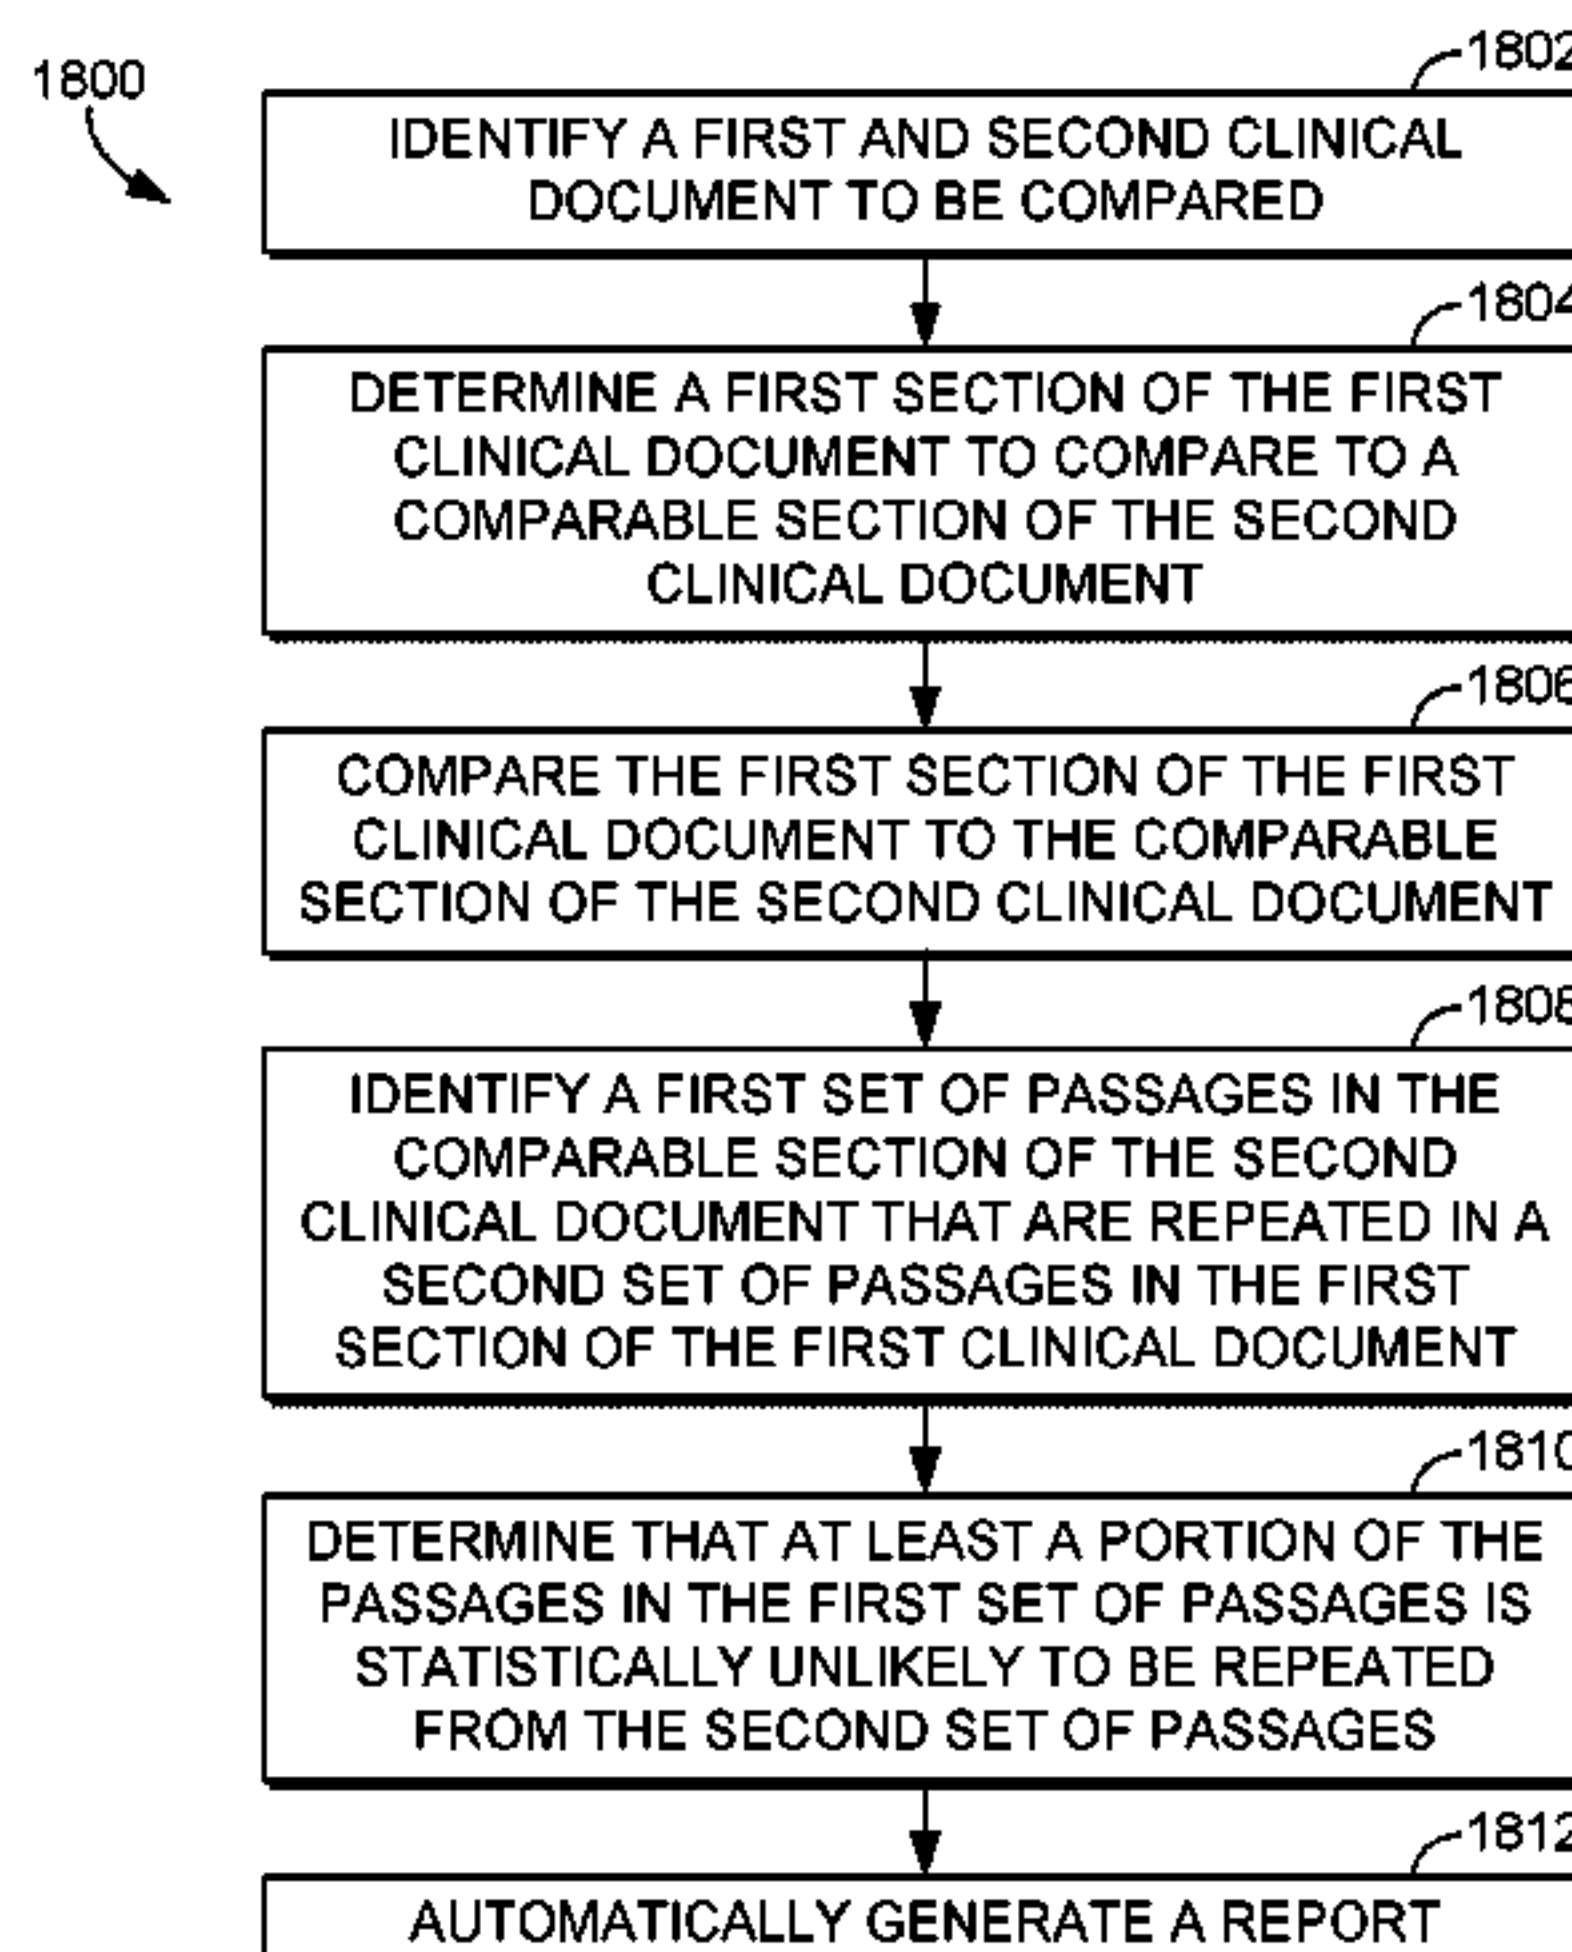 1800
1802
IDENTIFY A FIRST AND SECOND CLINICAL
DOCUMENT TO BE COMPARED
1804
DETERMINE A FIRST SECTION OF THE FIRST
CLINICAL DOCUMENT TO COMPARE TO A
COMPARABLE SECTION OF THE SECOND
CLINICAL DOCUMENT
1806
COMPARE THE FIRST SECTION OF THE FIRST
CLINICAL DOCUMENT TO THE COMPARABLE
SECTION OF THE SECOND CLINICAL DOCUMENT
1808
IDENTIFY A FIRST SET OF PASSAGES IN THE
COMPARABLE SECTION OF THE SECOND
CLINICAL DOCUMENT THAT ARE REPEATED IN A
SECOND SET OF PASSAGES IN THE FIRST
SECTION OF THE FIRST CLINICAL DOCUMENT
1810
DETERMINE THAT AT LEAST A PORTION OF THE
PASSAGES IN THE FIRST SET OF PASSAGES IS
STATISTICALLY UNLIKELY TO BE REPEATED
FROM THE SECOND SET OF PASSAGES
1812
AUTOMATICALLY GENERATE A REPORT